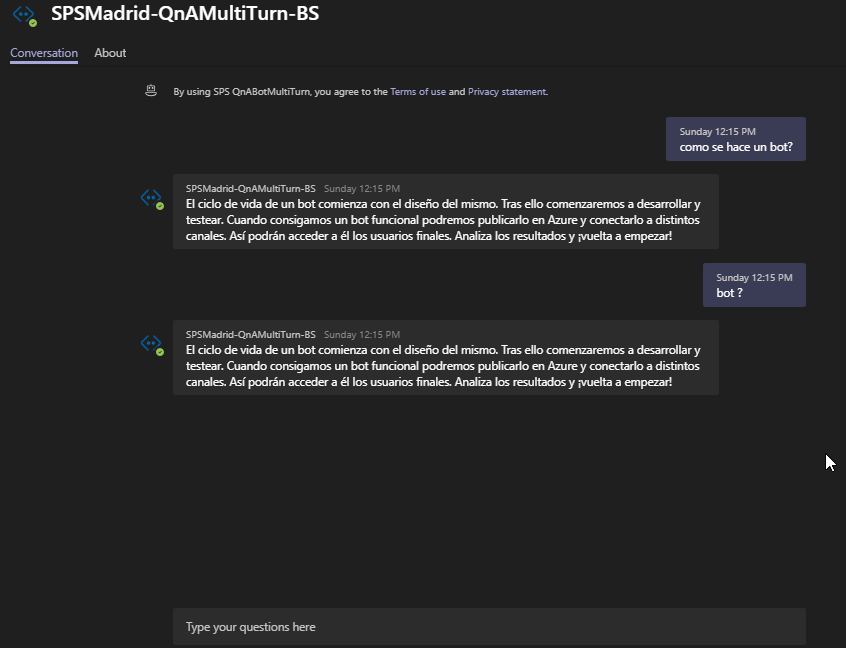 SPSMadrid-QnAMultiTurn-BS
Conversation About
By using SPS QnABotMultiTurn, you agree to the Terms of use and Privacy statement.
Sunday 12:15 PM
como se hace un bot?
SPSMadrid-QnAMultiTurn-BS Sunday 12:15 PM
El ciclo de vida de un bot comienza con el diseño del mismo. Tras ello comenzaremos a desarrollar y
testear. Cuando consigamos un bot funcional podremos publicarlo en Azure y conectarlo a distintos
canales. Así podrán acceder a él los usuarios finales. Analiza los resultados y ¡vuelta a empezar!
Sunday 12:15 PM
bot ?
SPSMadrid-QnAMultiTurn-BS Sunday 12:15 PM
El ciclo de vida de un bot comienza con el diseño del mismo. Tras ello comenzaremos a desarrollar y
testear. Cuando consigamos un bot funcional podremos publicarlo en Azure y conectarlo a distintos
canales. Así podrán acceder a él los usuarios finales. Analiza los resultados y ¡vuelta a empezar!
Type your questions here